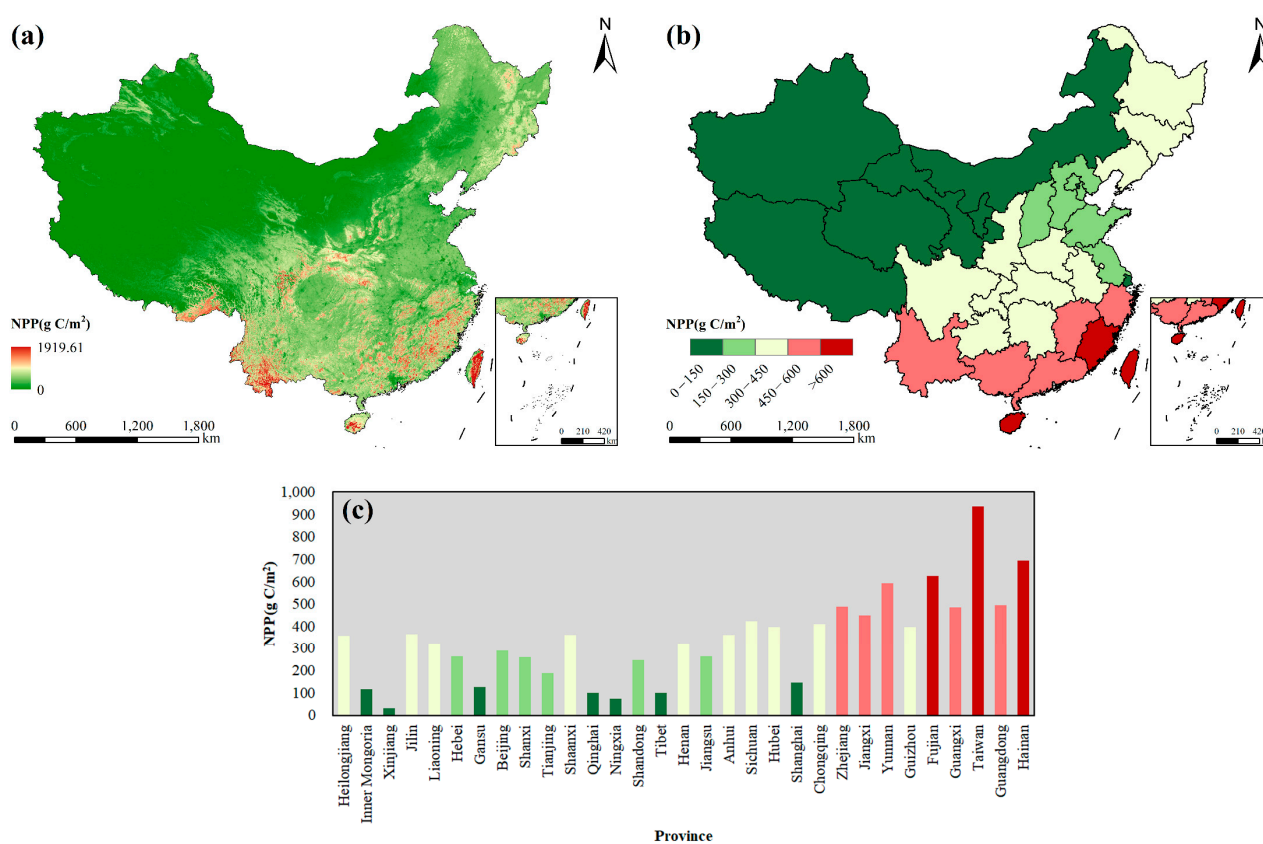 (a)
N
NPP(g C/m²)
1919.61
0
0 600 1,200 1,800
km
0 210 420
km
(b)
N
NPP(g C/m²)
0−150
150−300
300−450
450−600
>600
0 600 1,200 1,800
km
0 210 420
km
(c)
NPP(g C/m²)
1,000
900
800
700
600
500
400
300
200
100
0
Heilongjiang
Inner Mongoria
Xinjiang
Jilin
Liaoning
Hebei
Gansu
Beijing
Shanxi
Tianjing
Shaanxi
Qinghai
Ningxia
Shandong
Tibet
Henan
Jiangsu
Anhui
Sichuan
Hubei
Shanghai
Chongqing
Zhejiang
Jiangxi
Yunnan
Guizhou
Fujian
Guangxi
Taiwan
Guangdong
Hainan
Province